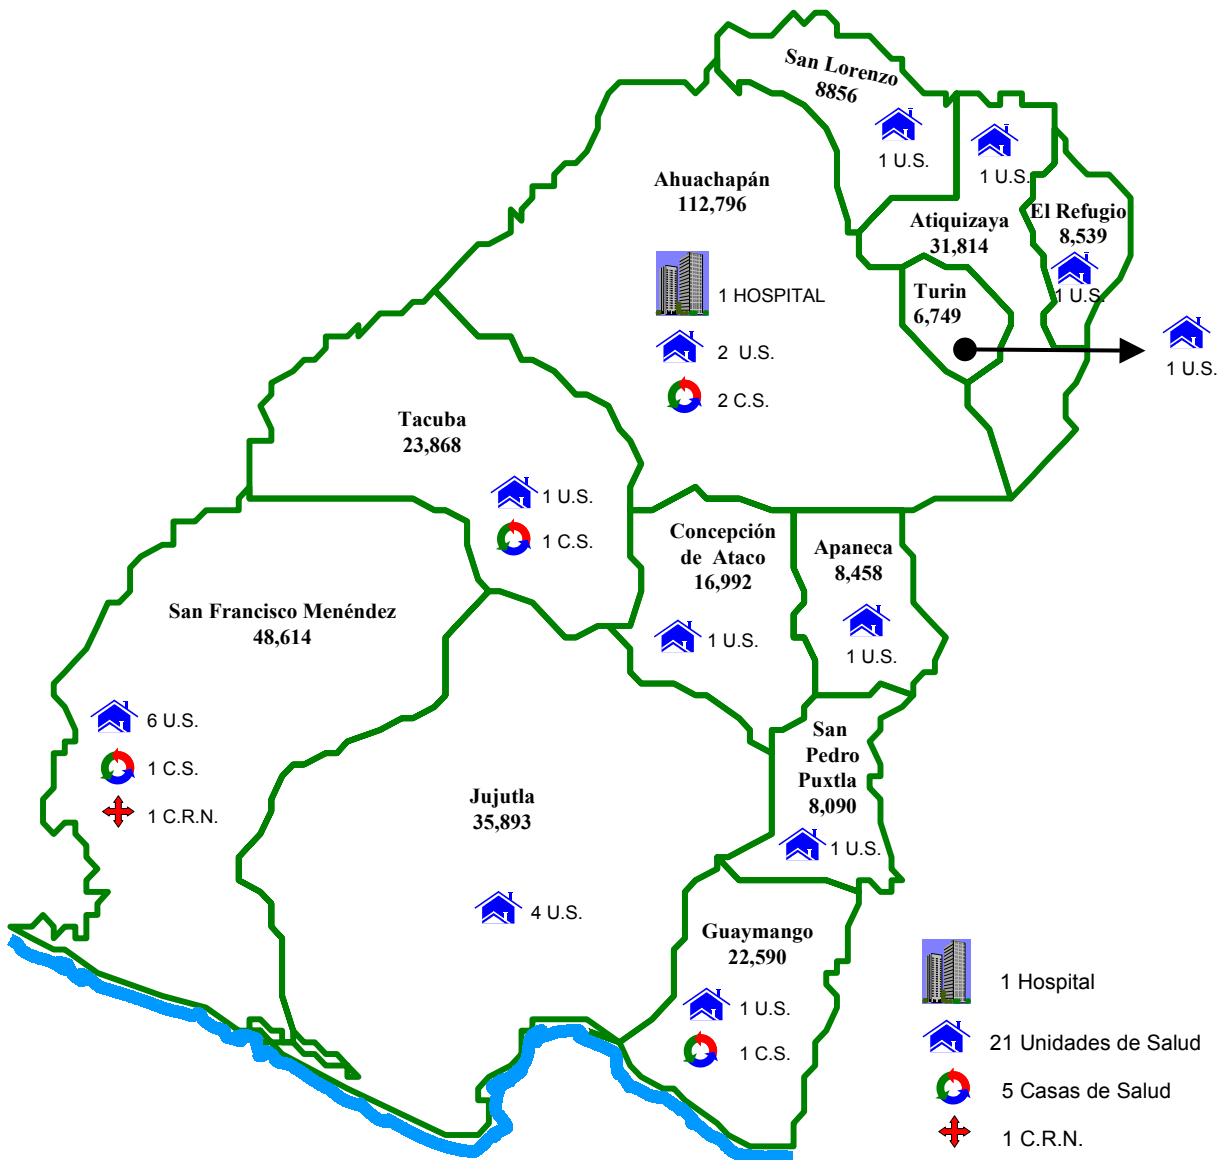 San Lorenzo
8856
1 U.S.
1 U.S.
Ahuachapán
112,796
1 HOSPITAL
2 U.S.
2 C.S.
Atiquizaya
31,814
El Refugio
8,539
1 U.S.
Turin
6,749
1 U.S.
Tacuba
23,868
1 U.S.
1 C.S.
Concepción
de Ataco
16,992
1 U.S.
Apaneca
8,458
1 U.S.
San Francisco Menéndez
48,614
6 U.S.
1 C.S.
1 C.R.N.
San
Pedro
Puxtla
8,090
1 U.S.
Jujutla
35,893
4 U.S.
Guaymango
22,590
1 U.S.
1 C.S.
1 Hospital
21 Unidades de Salud
5 Casas de Salud
1 C.R.N.